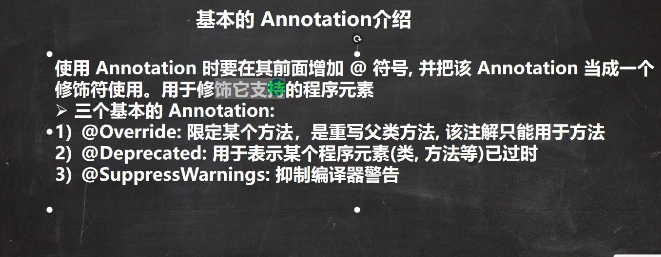 基本的 Annotation介绍
使用 Annotation 时要在其前面增加 @ 符号, 并把该 Annotation 当成一个
修饰符使用。用于修饰它支持的程序元素
➢ 三个基本的 Annotation:
1) @Override: 限定某个方法，是重写父类方法, 该注解只能用于方法
2) @Deprecated: 用于表示某个程序元素(类, 方法等)已过时
3) @SuppressWarnings: 抑制编译器警告